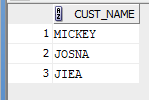 CUST_NAME
1 MICKEY
2 JOSNA
3 JIEA